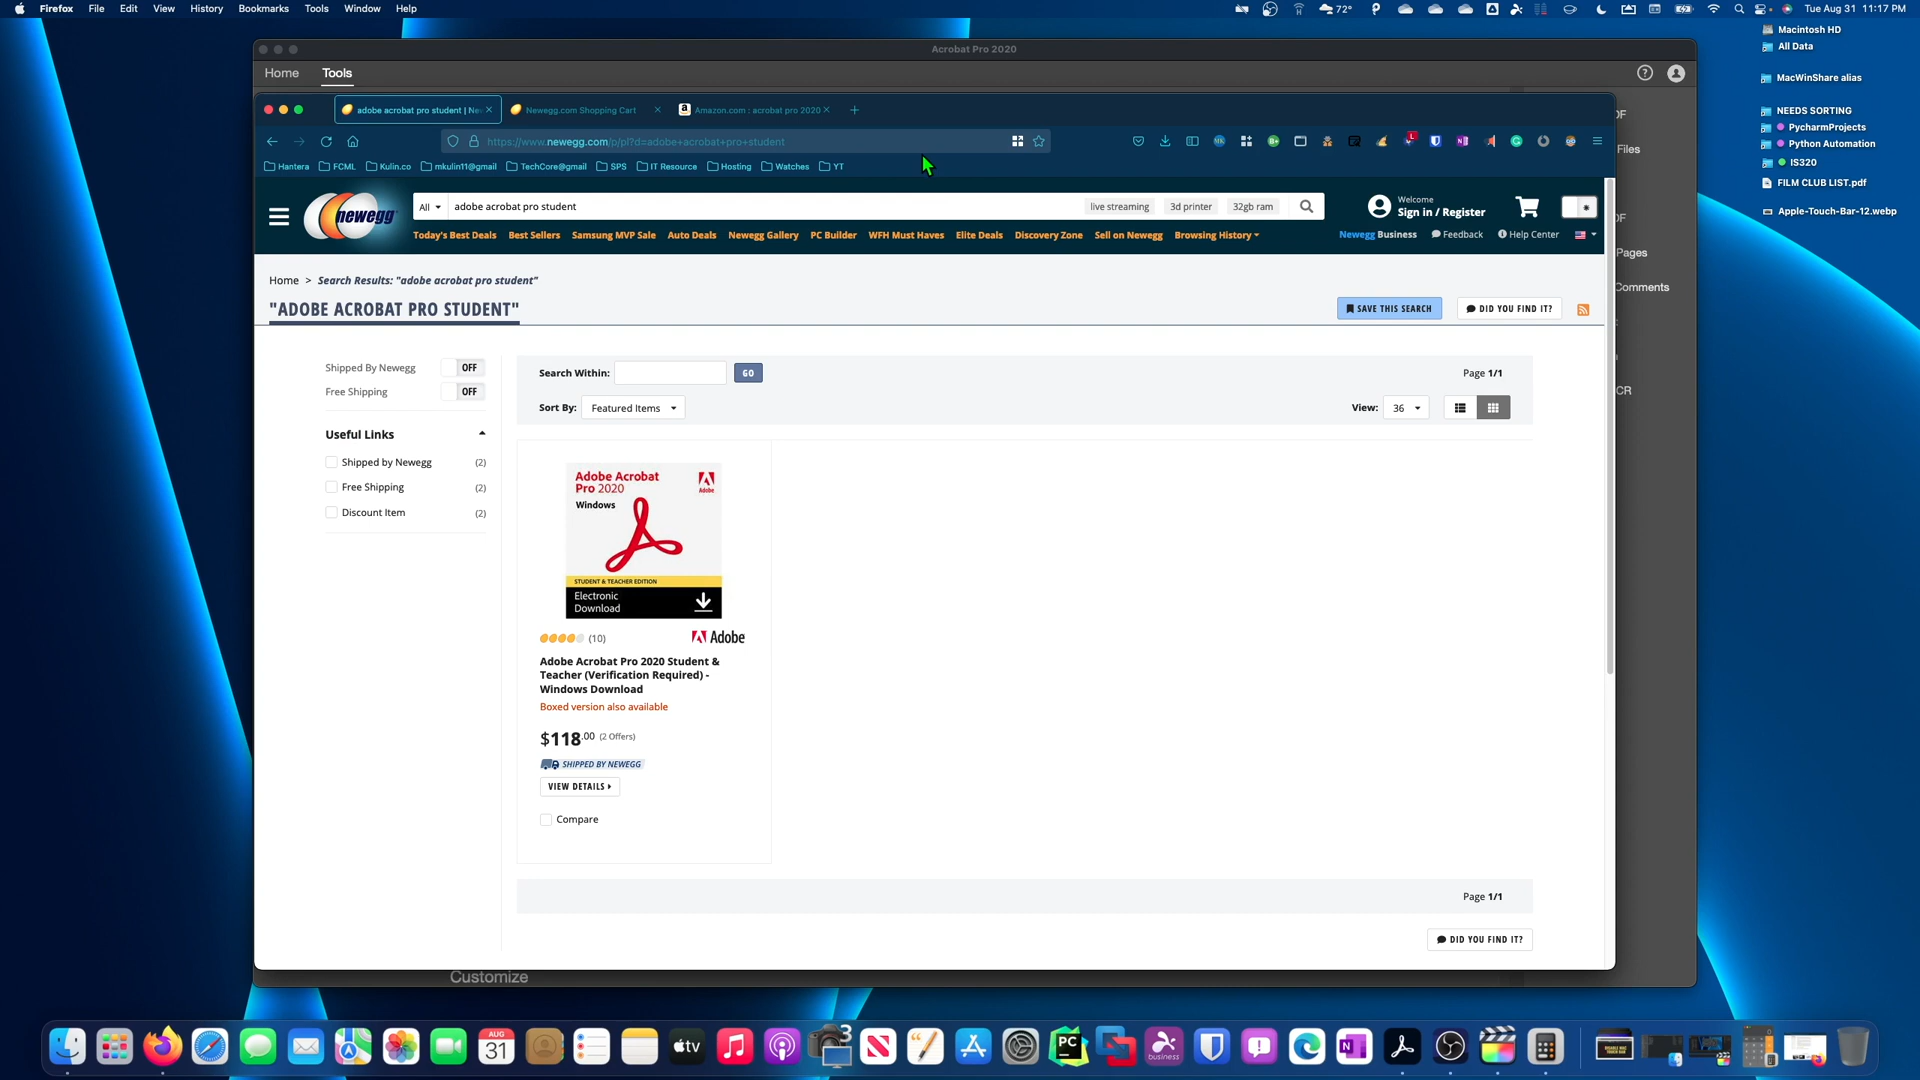 Firefox File Edit View History Bookmarks Tools Window Help
72° Tue Aug 31 11:17 PM
Macintosh HD
All Data
MacWinShare alias
NEEDS SORTING
PycharmProjects
Python Automation
IS320
FILM CLUB LIST.pdf
Apple-Touch-Bar-12.webp
Acrobat Pro 2020
Home Tools
Files
Pages
Comments
CR
Customize
adobe acrobat pro student | Ne
Newegg.com Shopping Cart
Amazon.com : acrobat pro 2020
https://www.newegg.com/p/pl?d=adobe+acrobat+pro+student
Hantera FCML Kulin.co mkulin11@gmail TechCore@gmail SPS IT Resource Hosting Watches YT
newegg
All adobe acrobat pro student live streaming 3d printer 32gb ram
Welcome
Sign in / Register
Today's Best Deals Best Sellers Samsung MVP Sale Auto Deals Newegg Gallery PC Builder WFH Must Haves Elite Deals Discovery Zone Sell on Newegg Browsing History
Newegg Business Feedback Help Center
Home > Search Results: "adobe acrobat pro student"
"ADOBE ACROBAT PRO STUDENT"
SAVE THIS SEARCH DID YOU FIND IT?
Shipped By Newegg OFF
Free Shipping OFF
Useful Links
Shipped by Newegg (2)
Free Shipping (2)
Discount Item (2)
Search Within: GO Page 1/1
Sort By: Featured Items View: 36
Adobe Acrobat
Pro 2020
Adobe
Windows
STUDENT & TEACHER EDITION
Electronic
Download
(10) Adobe
Adobe Acrobat Pro 2020 Student &
Teacher (Verification Required) -
Windows Download
Boxed version also available
$118.00 (2 Offers)
SHIPPED BY NEWEGG
VIEW DETAILS
Compare
Page 1/1
DID YOU FIND IT?
AUG
31
tv
3
PC
business
N